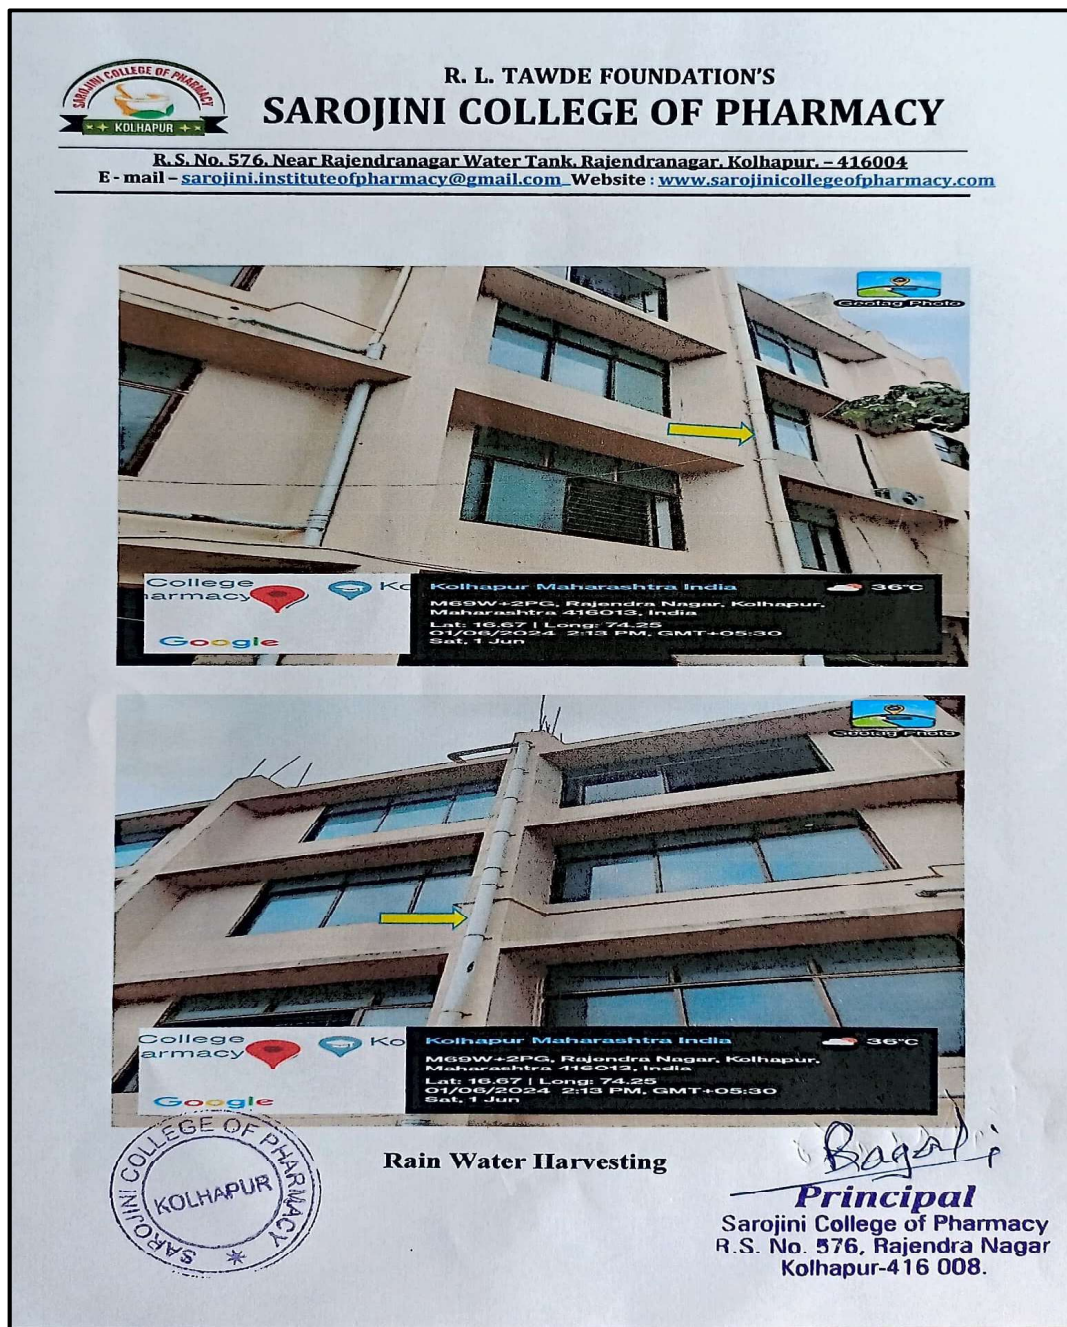 SAROJINI COLLEGE OF PHARMACY
KOLHAPUR
R. L. TAWDE FOUNDATION'S
SAROJINI COLLEGE OF PHARMACY
R. S. No. 576, Near Rajendranagar Water Tank, Rajendranagar, Kolhapur, – 416004
E - mail – sarojini.instituteofpharmacy@gmail.com Website : www.sarojinicollegeofpharmacy.com
Geotag Photo
College
armacy
Ko
Google
Kolhapur Maharashtra India
36°C
M69W+2PG, Rajendra Nagar, Kolhapur,
Maharashtra 416013, India
Lat: 16.67 | Long: 74.25
01/06/2024 2:13 PM, GMT+05:30
Sat, 1 Jun
Geotag Photo
College
armacy
Ko
Google
Kolhapur Maharashtra India
36°C
M69W+2PG, Rajendra Nagar, Kolhapur,
Maharashtra 416013, India
Lat: 16.67 | Long: 74.25
01/06/2024 2:13 PM, GMT+05:30
Sat, 1 Jun
SAROJINI COLLEGE OF PHARMACY
KOLHAPUR
Rain Water Harvesting
Principal
Sarojini College of Pharmacy
R.S. No. 576, Rajendra Nagar
Kolhapur-416 008.